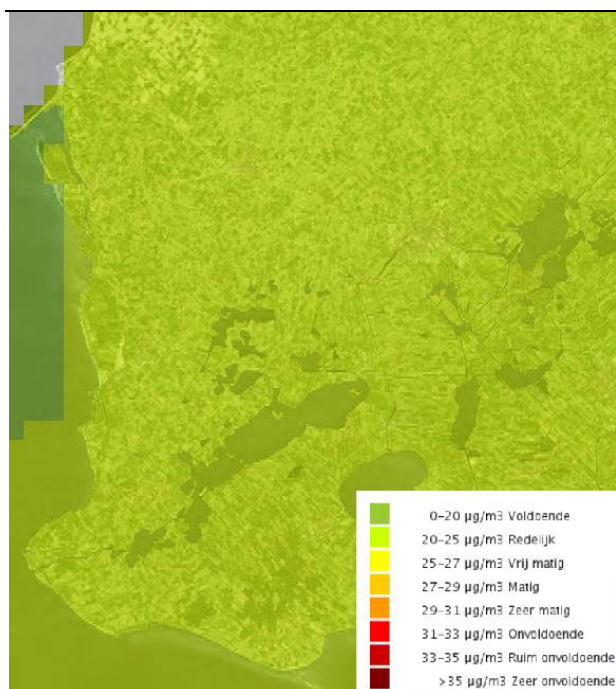 0-20 µg/m3 Voldoende
20-25 µg/m3 Redelijk
25-27 µg/m3 Vrij matig
27-29 µg/m3 Matig
29-31 µg/m3 Zeer matig
31-33 µg/m3 Onvoldoende
33-35 µg/m3 Ruim onvoldoende
>35 µg/m3 Zeer onvoldoende